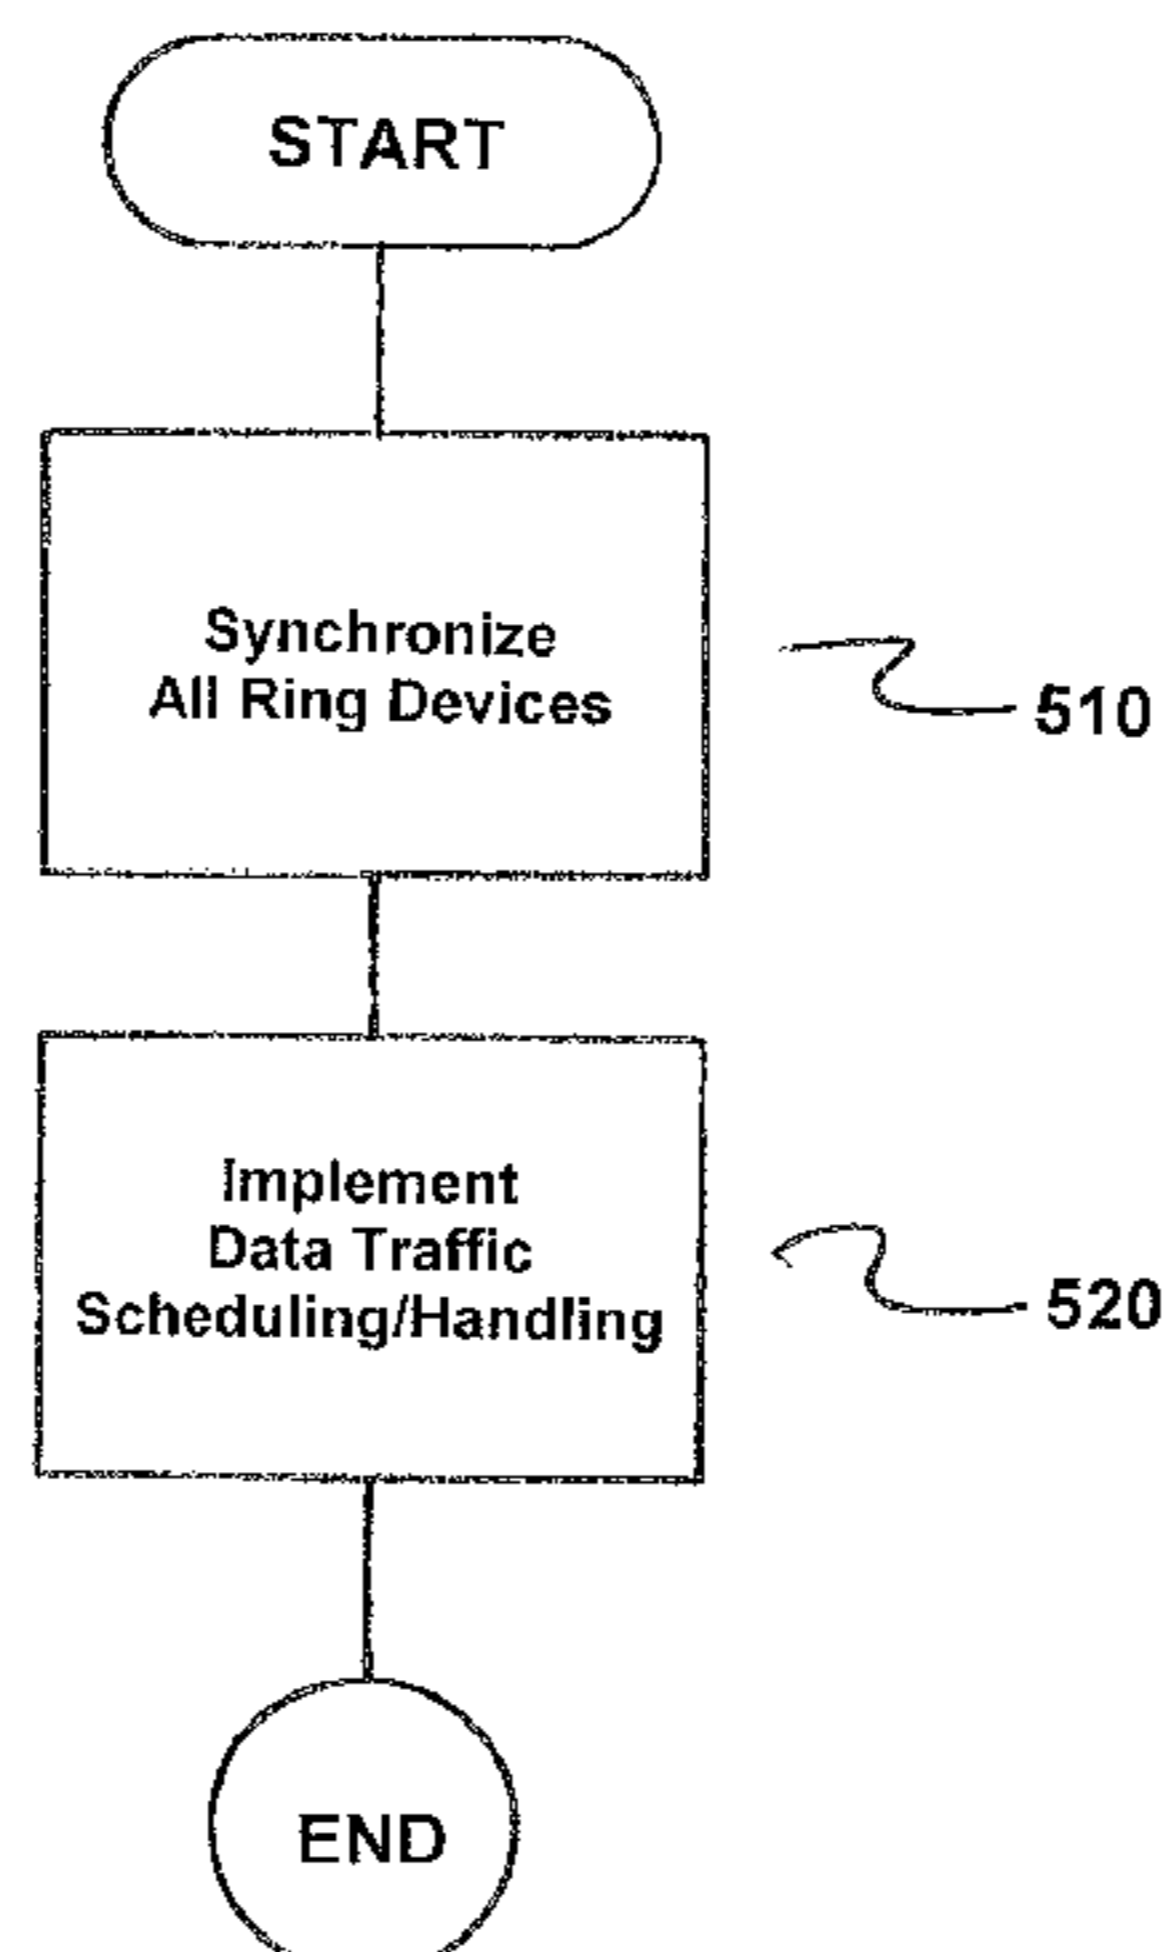 START
Synchronize
All Ring Devices
510
Implement
Data Traffic
Scheduling/Handling
520
END